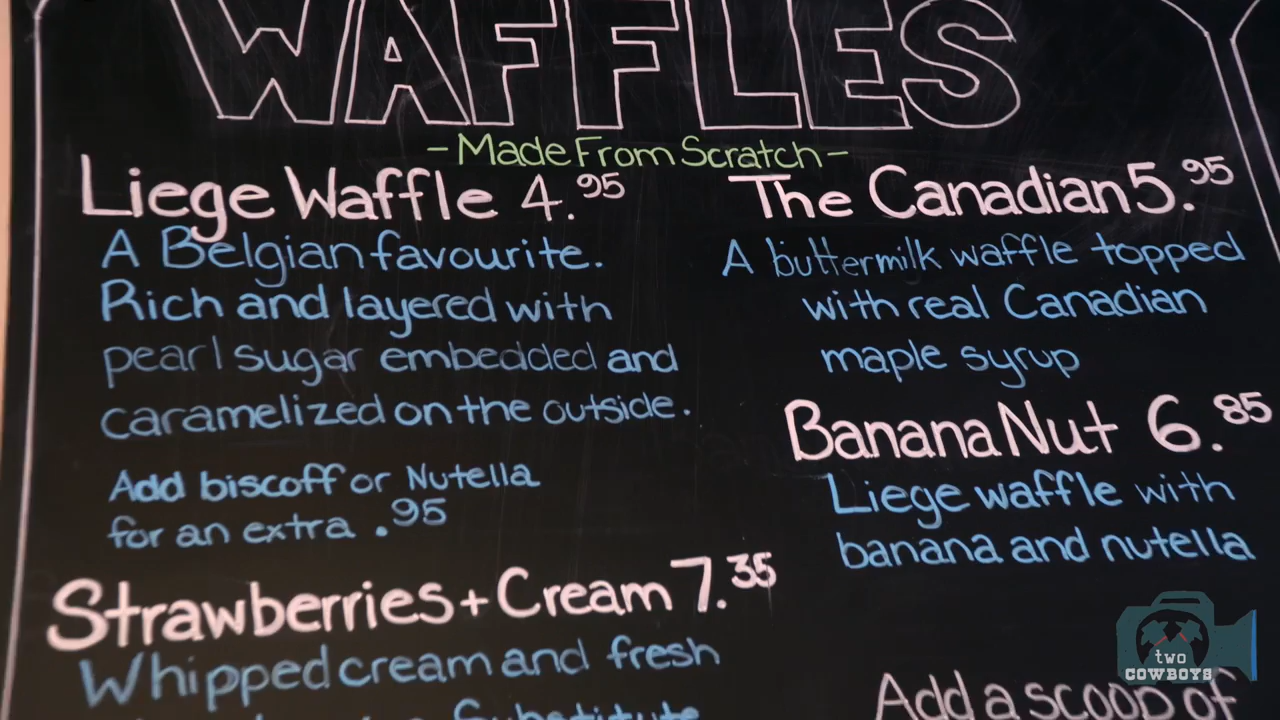 WAFFLES
- Made From Scratch -
Liege Waffle 4.95
A Belgian favourite.
Rich and layered with
pearl sugar embedded and
caramelized on the outside.
Add biscoff or Nutella
for an extra .95
Strawberries + Cream 7.35
Whipped cream and fresh
Substitute
The Canadian 5.95
A buttermilk waffle topped
with real Canadian
maple syrup
Banana Nut 6.85
Liege waffle with
banana and nutella
Add a scoop of
two
COWBOYS